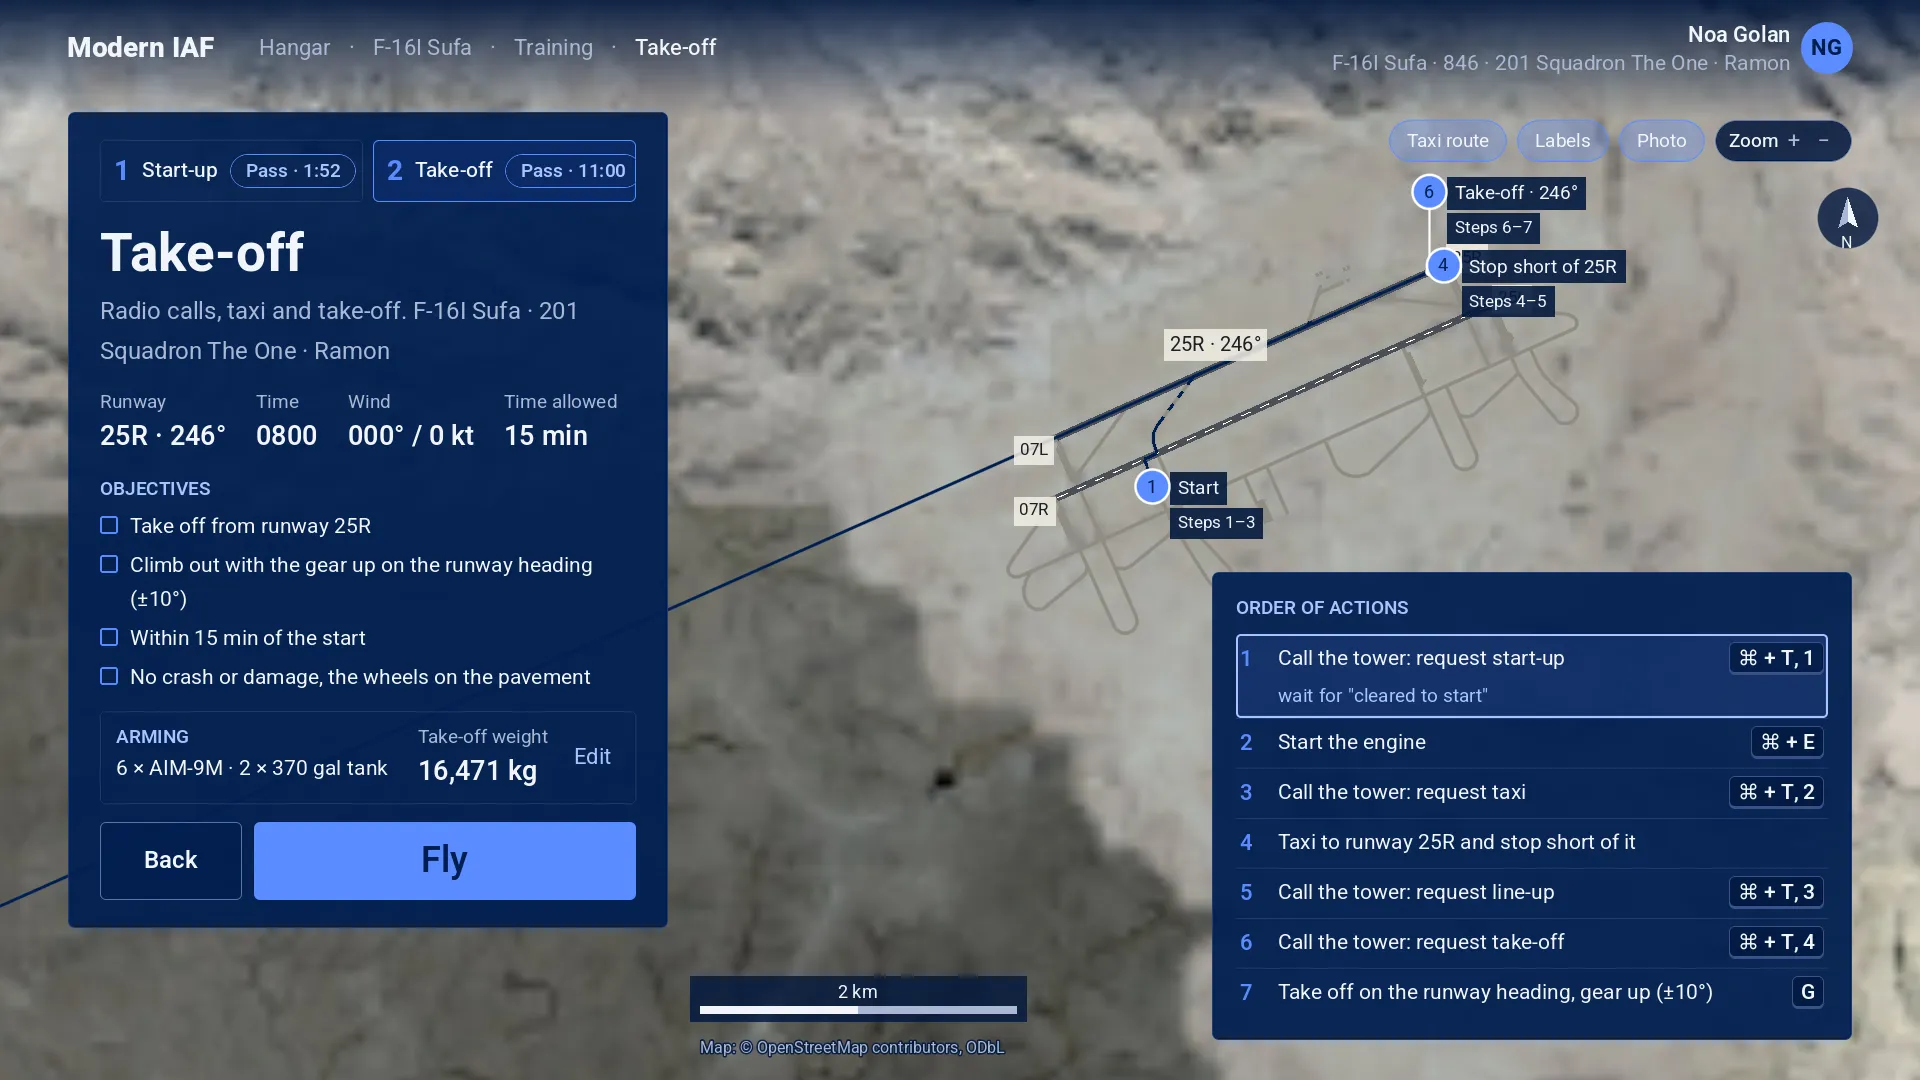 Modern IAF
Hangar · F-16I Sufa · Training · Take-off
Noa Golan
F-16I Sufa · 846 · 201 Squadron The One · Ramon
NG
1 Start-up Pass · 1:52
2 Take-off Pass · 11:00
Take-off
Radio calls, taxi and take-off. F-16I Sufa · 201
Squadron The One · Ramon
Runway
25R · 246°
Time
0800
Wind
000° / 0 kt
Time allowed
15 min
OBJECTIVES
Take off from runway 25R
Climb out with the gear up on the runway heading
(±10°)
Within 15 min of the start
No crash or damage, the wheels on the pavement
ARMING
6 × AIM-9M · 2 × 370 gal tank
Take-off weight
16,471 kg
Edit
Back
Fly
Taxi route
Labels
Photo
Zoom + −
N
6 Take-off · 246°
Steps 6–7
4 Stop short of 25R
Steps 4–5
25R · 246°
07L
07R
1 Start
Steps 1–3
ORDER OF ACTIONS
1 Call the tower: request start-up ⌘ + T, 1
wait for "cleared to start"
2 Start the engine ⌘ + E
3 Call the tower: request taxi ⌘ + T, 2
4 Taxi to runway 25R and stop short of it
5 Call the tower: request line-up ⌘ + T, 3
6 Call the tower: request take-off ⌘ + T, 4
7 Take off on the runway heading, gear up (±10°) G
2 km
Map: © OpenStreetMap contributors, ODbL